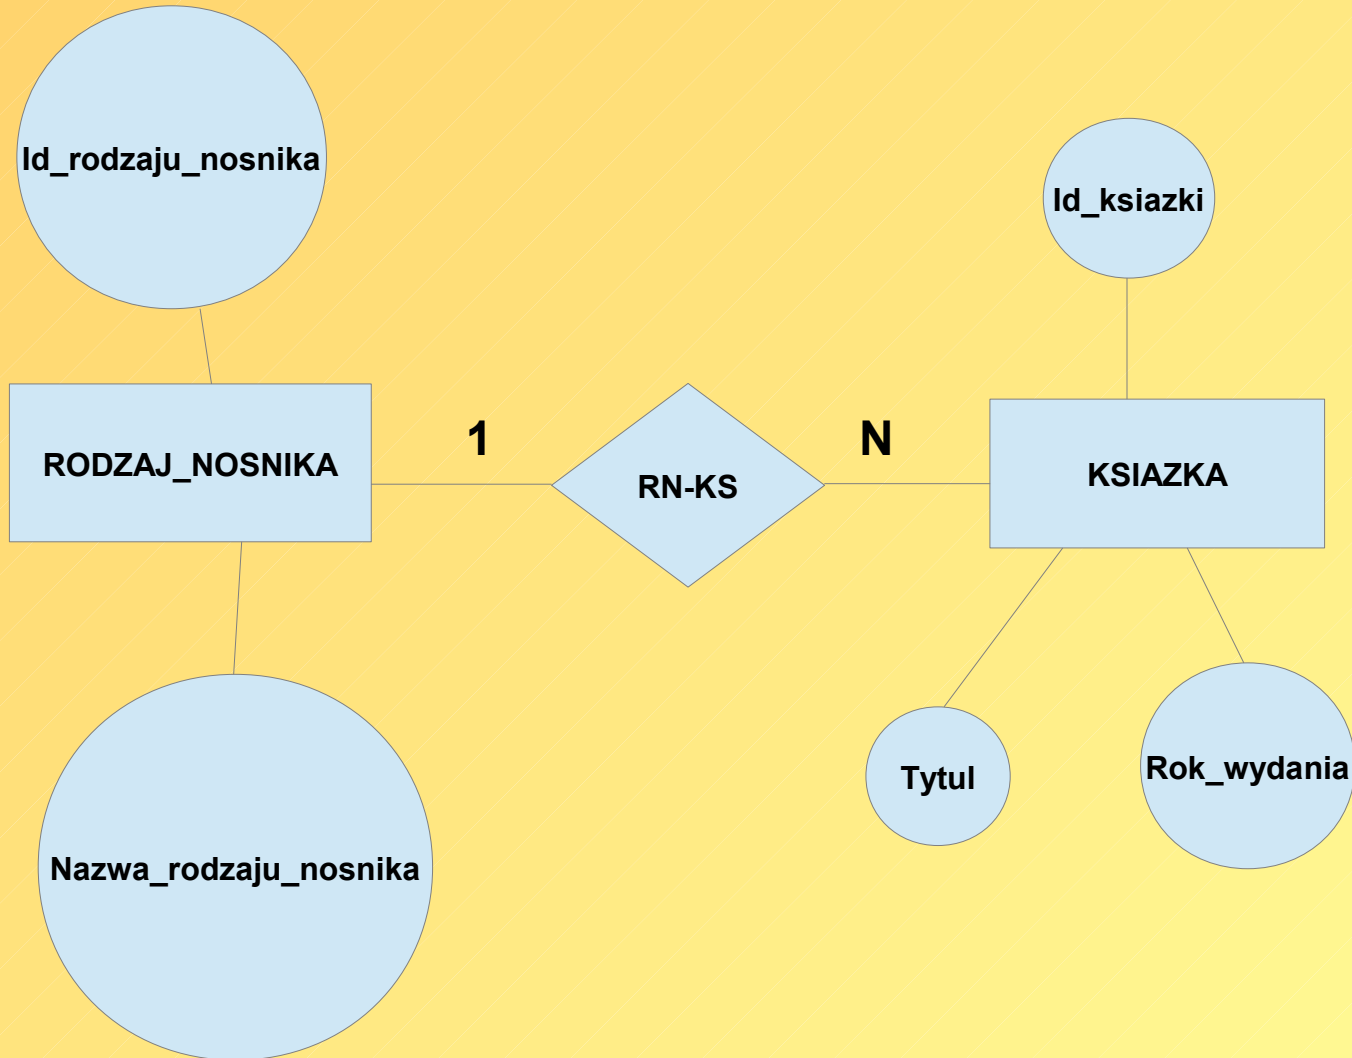 Id_rodzaju_nosnika
Id_ksiazki
RODZAJ_NOSNIKA
1
RN-KS
N
KSIAZKA
Tytul
Rok_wydania
Nazwa_rodzaju_nosnika